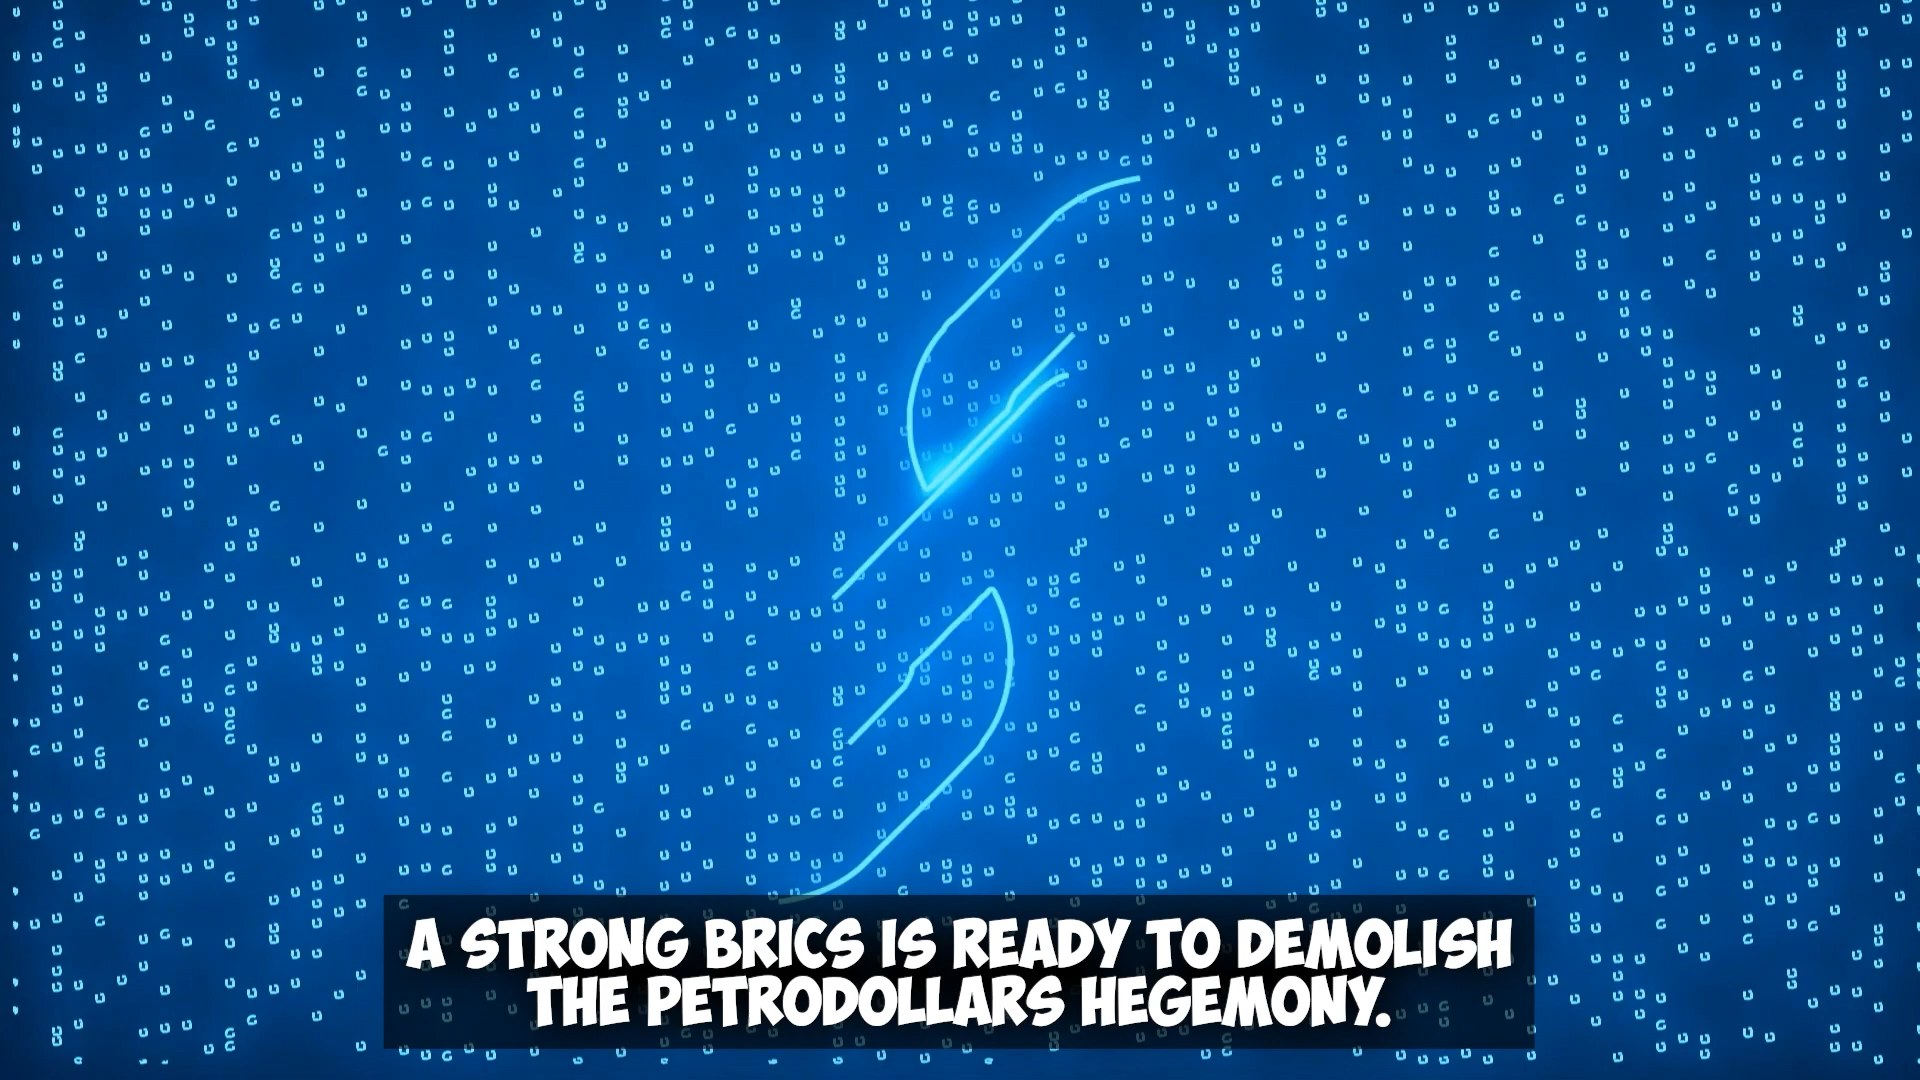 A STRONG BRICS IS READY TO DEMOLISH
THE PETRODOLLARS HEGEMONY.